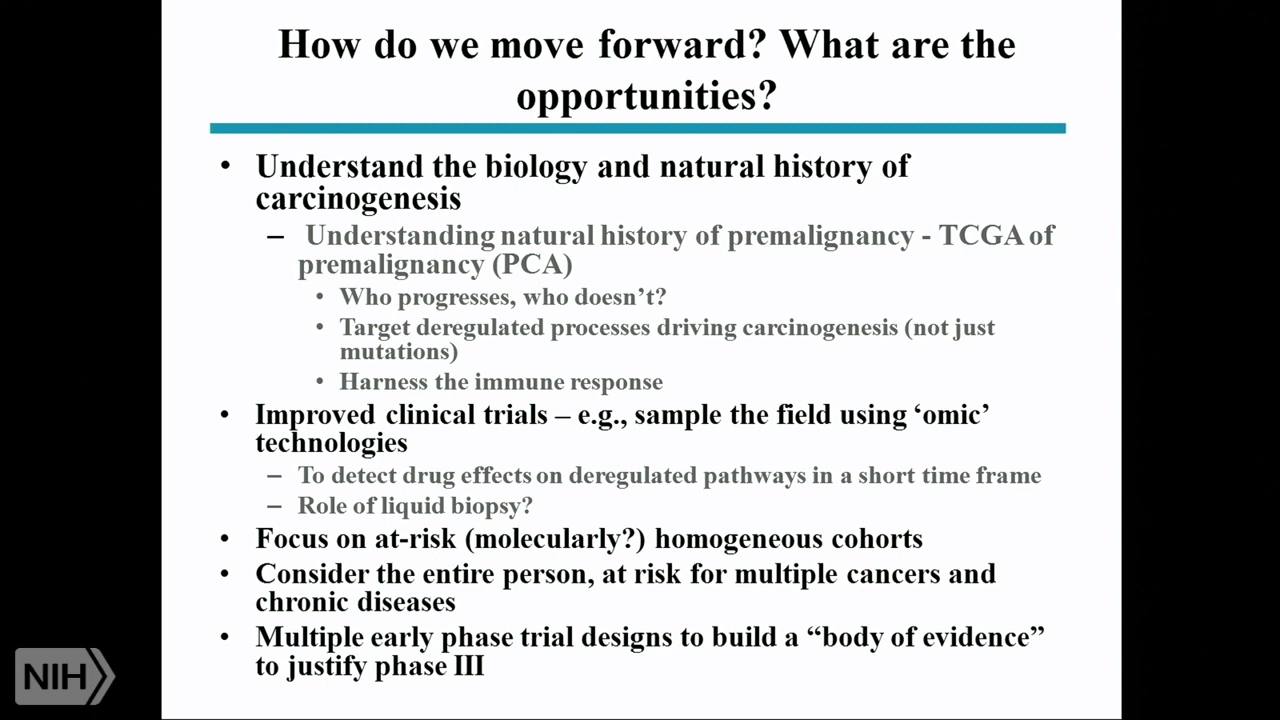 How do we move forward? What are the
opportunities?
• Understand the biology and natural history of
carcinogenesis
– Understanding natural history of premalignancy - TCGA of
premalignancy (PCA)
• Who progresses, who doesn’t?
• Target deregulated processes driving carcinogenesis (not just
mutations)
• Harness the immune response
• Improved clinical trials – e.g., sample the field using ‘omic’
technologies
– To detect drug effects on deregulated pathways in a short time frame
– Role of liquid biopsy?
• Focus on at-risk (molecularly?) homogeneous cohorts
• Consider the entire person, at risk for multiple cancers and
chronic diseases
• Multiple early phase trial designs to build a “body of evidence”
to justify phase III
NIH